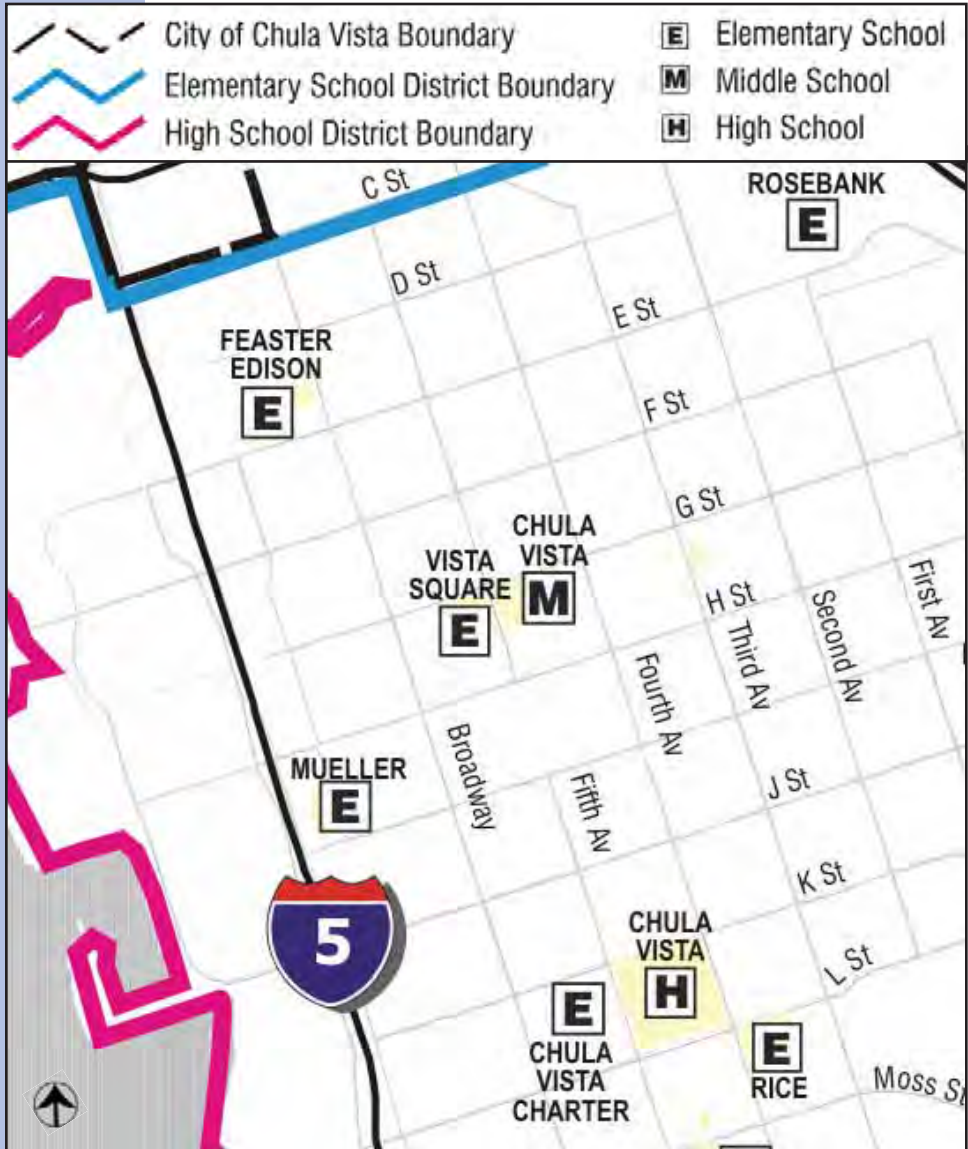 City of Chula Vista Boundary
Elementary School District Boundary
High School District Boundary
E Elementary School
M Middle School
H High School
C St
ROSEBANK
E
D St
E St
FEASTER
EDISON
E
F St
G St
CHULA
VISTA
M
VISTA
SQUARE
E
H St
First Av
Second Av
Third Av
Fourth Av
Broadway
MUELLER
E
Fifth Av
J St
K St
5
CHULA
VISTA
H
L St
E
CHULA
VISTA
CHARTER
E
RICE
Moss St